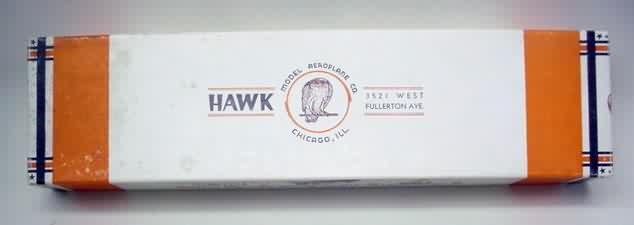 HAWK
MODEL AEROPLANE CO
CHICAGO, ILL
3521 WEST
FULLERTON AVE.